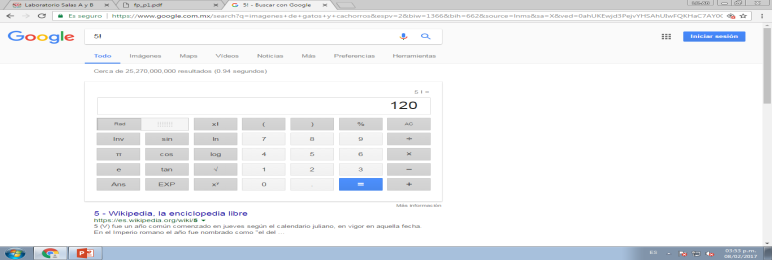 Laboratorio Salas A y B
fp_p1.pdf
5! - Buscar con Google
Es seguro
https://www.google.com.mx/search?q=imagenes+de+gatos+y+cachorros&espv=2&biw=1366&bih=662&source=lnms&sa=X&ved=
Google
5!
Iniciar sesión
Todo Imágenes Maps Vídeos Noticias Más Preferencias Herramientas
Cerca de 25,270,000,000 resultados (0.94 segundos)
5 ! =
120
Rad x! ( ) % AC
Inv sin ln 7 8 9 ÷
π cos log 4 5 6 ×
e tan √ 1 2 3 −
Ans EXP xʸ 0 . = +
Más información
5 - Wikipedia, la enciclopedia libre
https://es.wikipedia.org/wiki/5
5 (V) fue un año común comenzado en jueves según el calendario juliano, en vigor en aquella fecha.
En el Imperio romano el año fue nombrado como "el del
ES
03:53 p.m.
08/02/2017